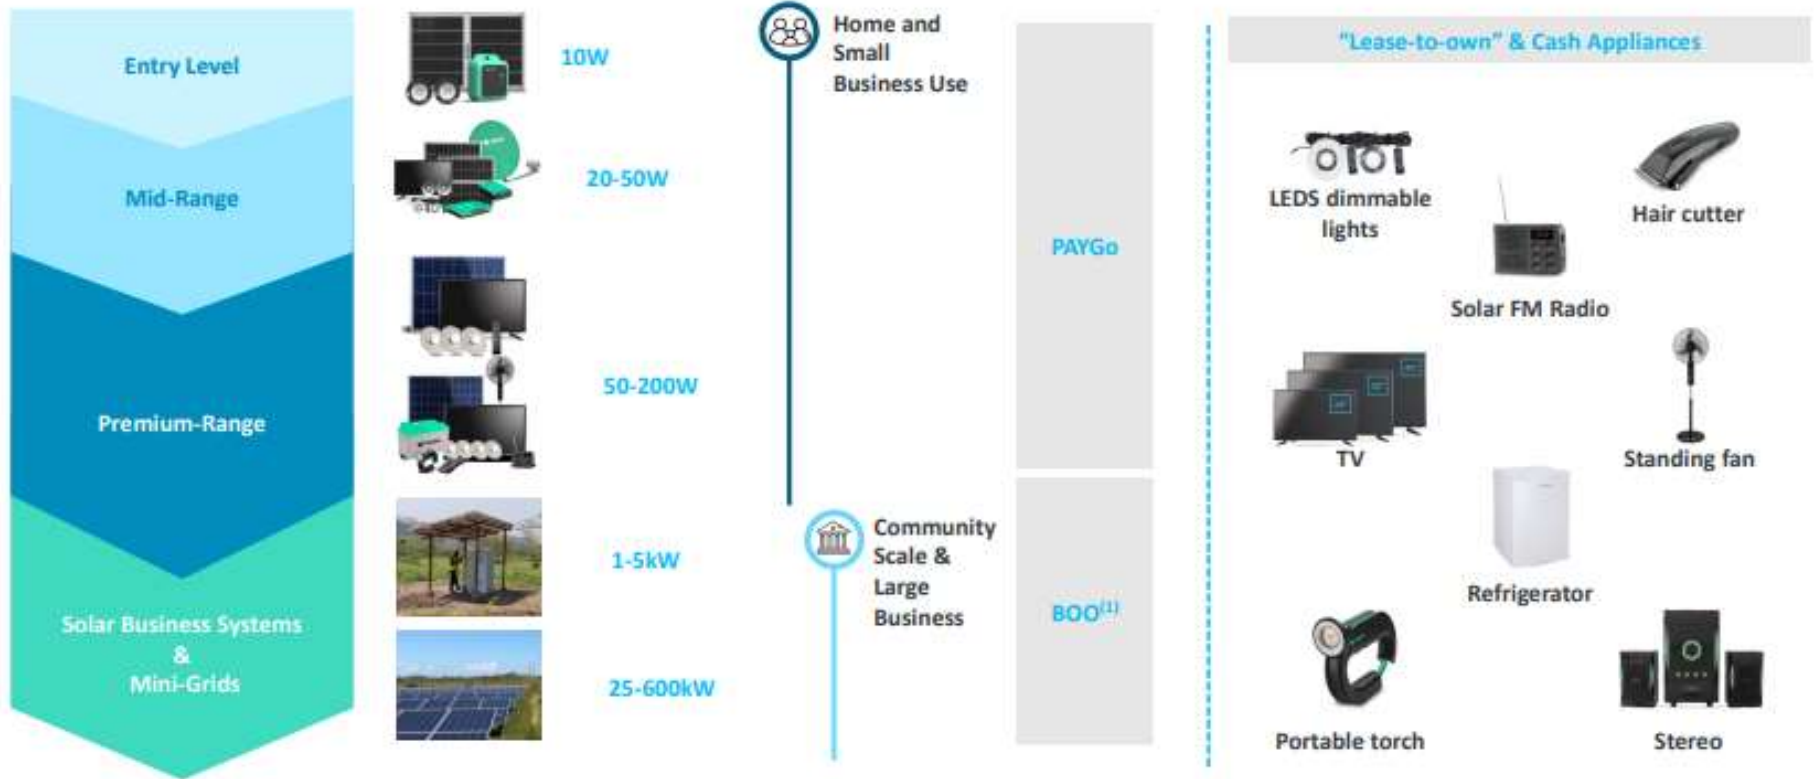 Entry Level
10W
Home and
Small
Business Use
Mid-Range
20-50W
Premium-Range
50-200W
PAYGo
Solar Business Systems
&
Mini-Grids
1-5kW
25-600kW
Community
Scale &
Large
Business
BOO(1)
"Lease-to-own" & Cash Appliances
LEDS dimmable
lights
Hair cutter
Solar FM Radio
TV
Standing fan
Refrigerator
Portable torch
Stereo